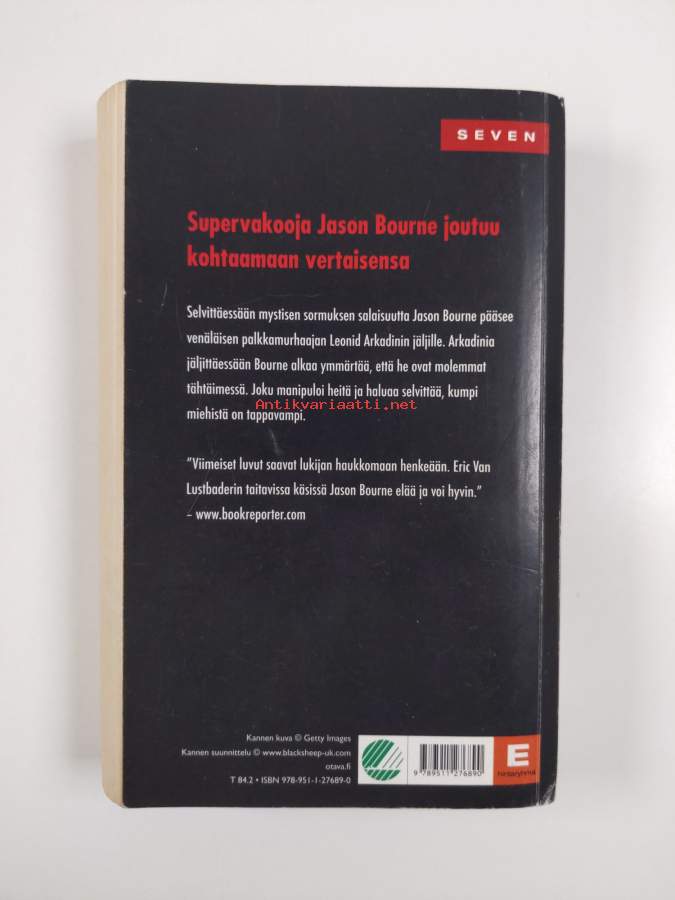 SEVEN
Supervakooja Jason Bourne joutuu
kohtaamaan vertaisensa
Selvittäessään mystisen sormuksen salaisuutta Jason Bourne pääsee
venäläisen palkkamurhaajan Leonid Arkadinin jäljille. Arkadinia
jäljittäessään Bourne alkaa ymmärtää, että he ovat molemmat
tähtäimessä. Joku manipuloi heitä ja haluaa selvittää, kumpi
Antikvariaatti.net
miehistä on tappavampi.
"Viimeiset luvut saavat lukijan haukkomaan henkeään. Eric Van
Lustbaderin taitavissa käsissä Jason Bourne elää ja voi hyvin."
– www.bookreporter.com
Kannen kuva © Getty Images
Kannen suunnittelu © www.blacksheep-uk.com
otava.fi
T 84.2 • ISBN 978-951-1-27689-0
9 789511 276890
E
hintaryhmä